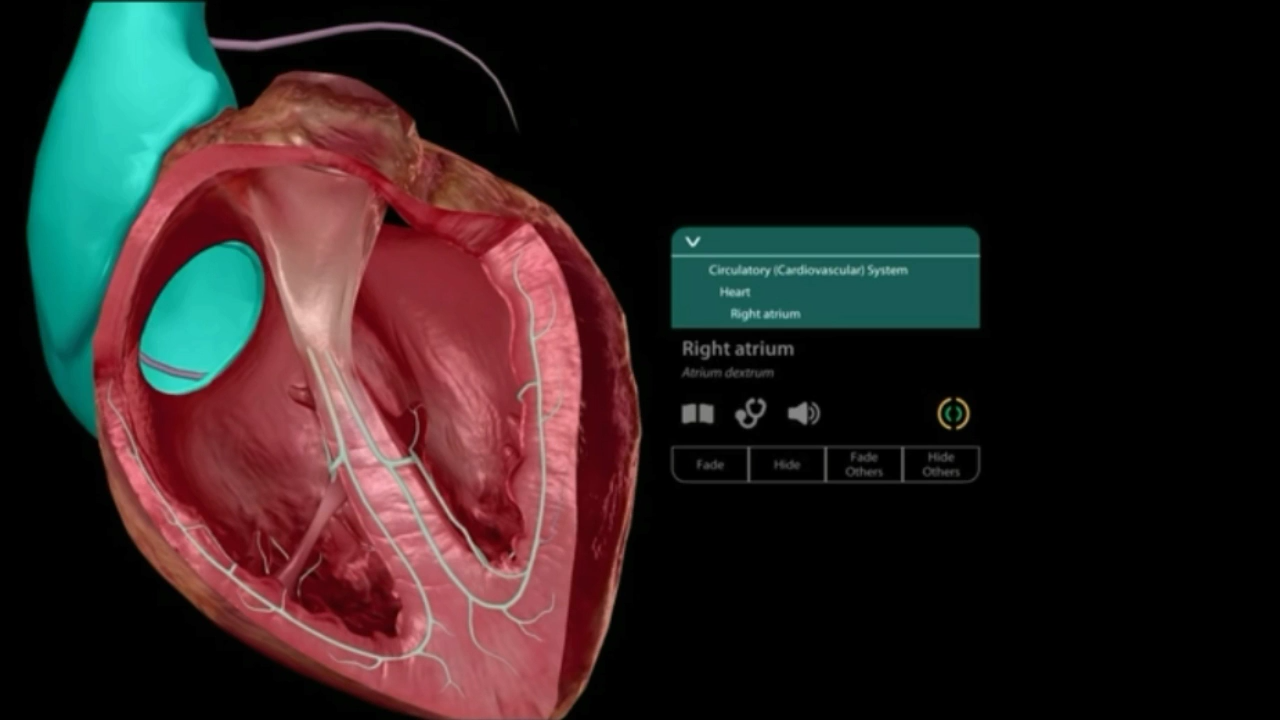 Circulatory (Cardiovascular) System
Heart
Right atrium
Right atrium
Atrium dextrum
Fade
Hide
Fade
Others
Hide
Others